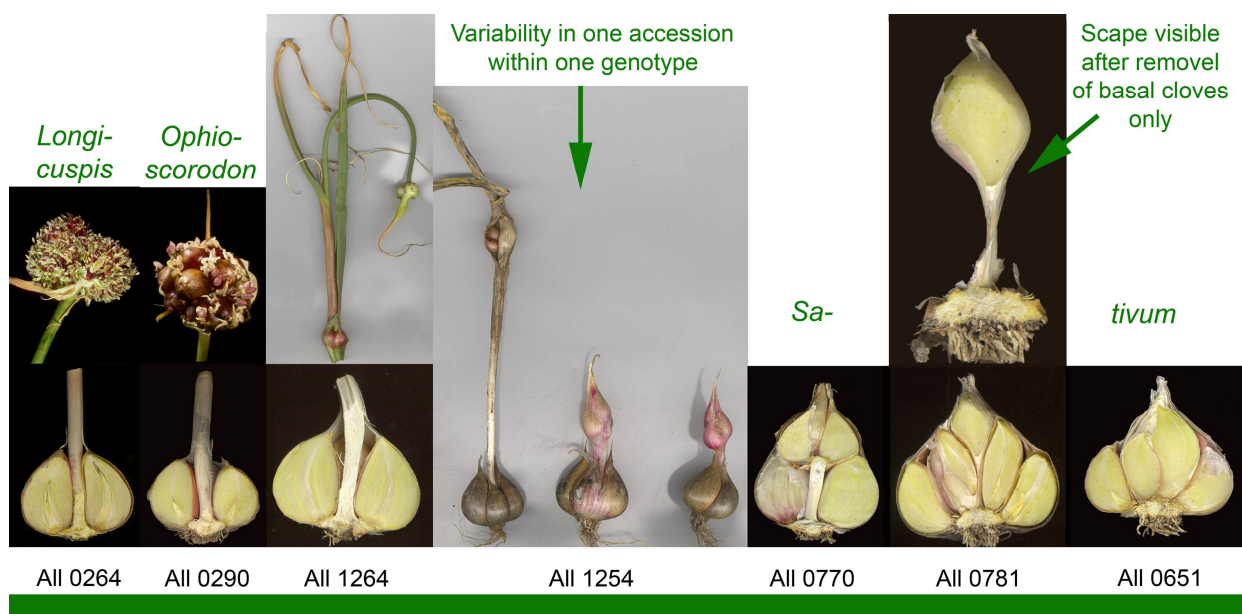 Variability in one accession
within one genotype
Scape visible
after removel
of basal cloves
only
Longi-
cuspis
Ophio-
scorodon
Sa-
tivum
All 0264
All 0290
All 1264
All 1254
All 0770
All 0781
All 0651